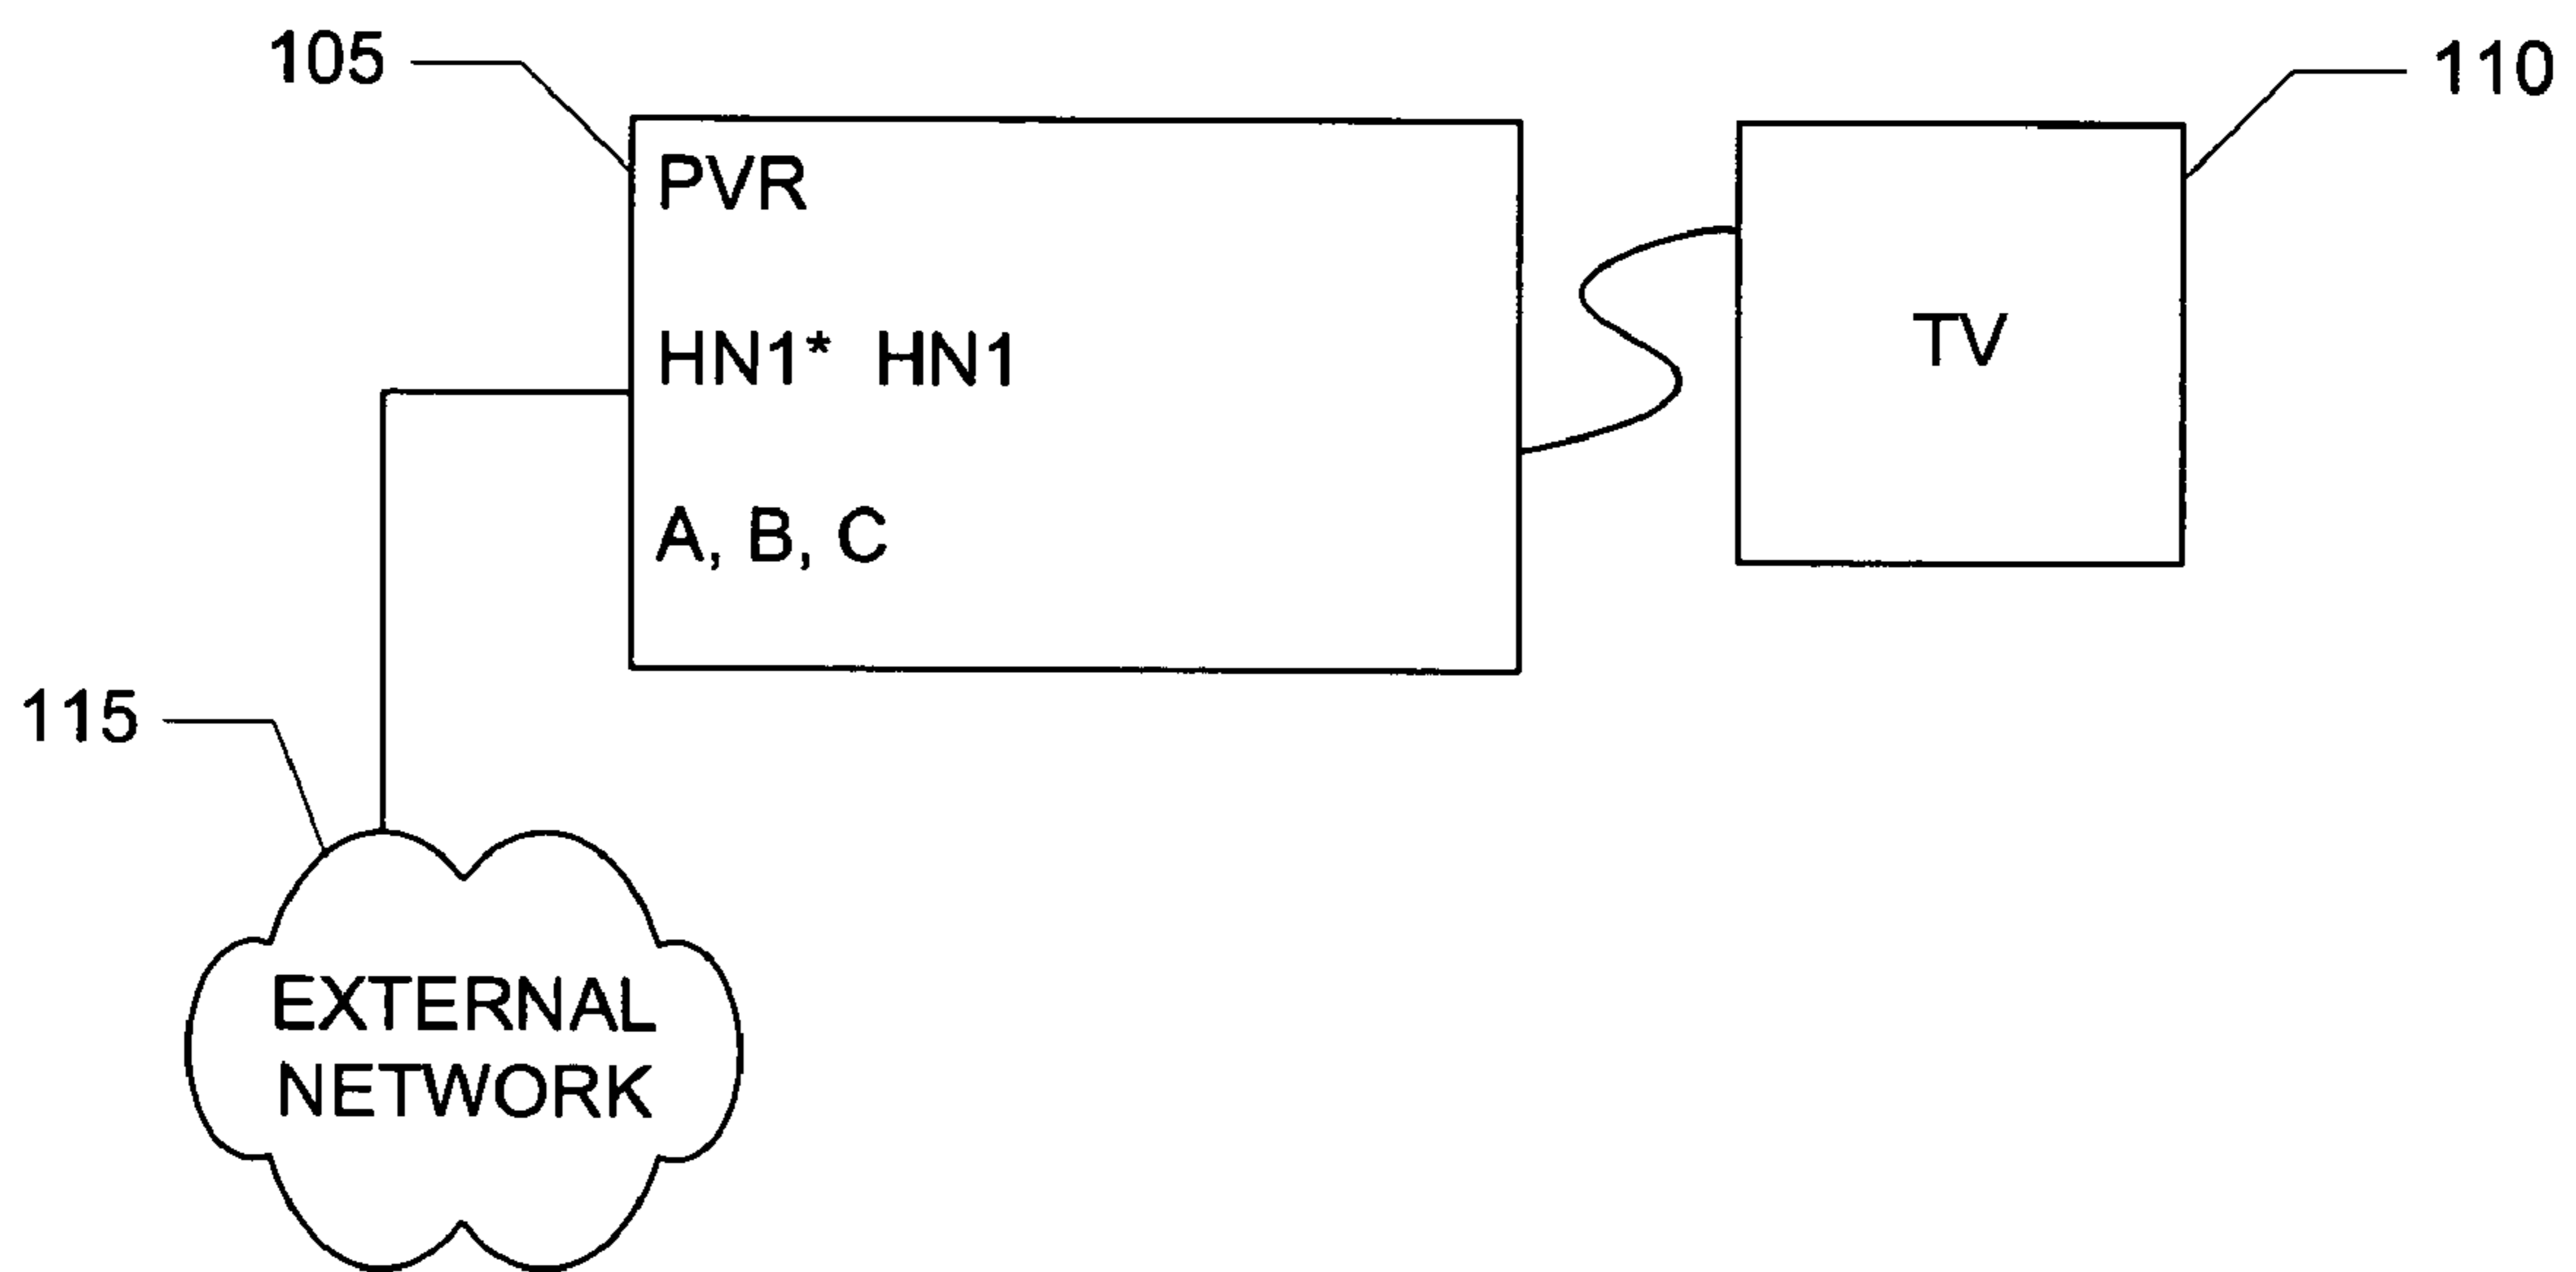 105
110
PVR
HN1* HN1
TV
A, B, C
115
EXTERNAL
NETWORK